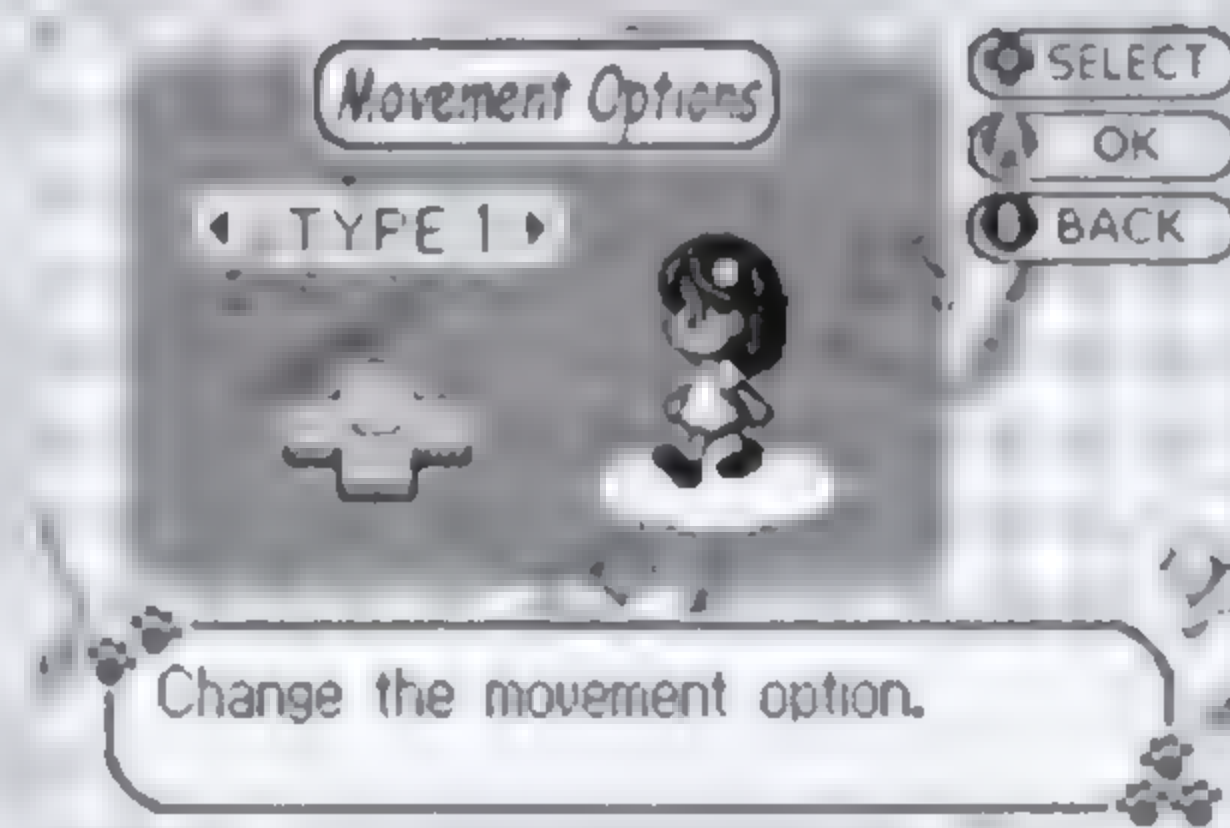 Movement Options
SELECT
OK
BACK
TYPE 1
Change the movement option.